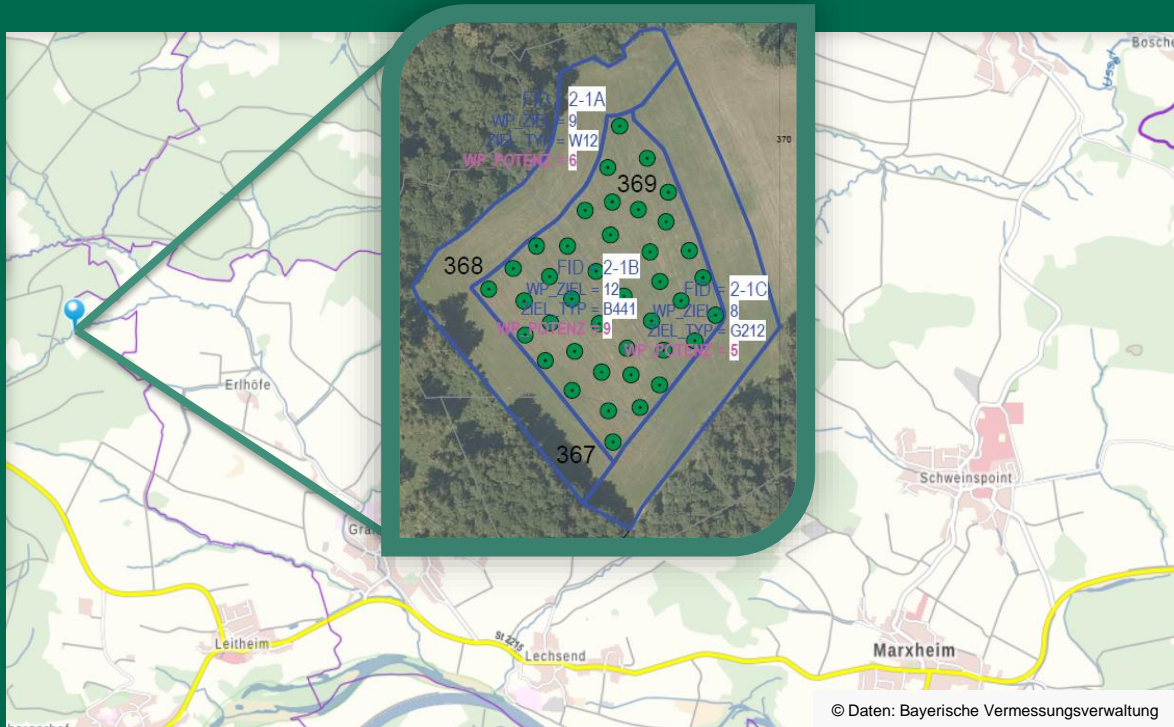 370
FID = 2-1A
WP_ZIEL = 9
ZIEL_TYP = W12
WP_POTENZ = 6
369
368
FID = 2-1B
WP_ZIEL = 12
ZIEL_TYP = B441
WP_POTENZ = 9
FID = 2-1C
WP_ZIEL = 8
ZIEL_TYP = G212
WP_POTENZ = 5
367
Erlhöfe
Schweinspoint
Leitheim
St 2215
Lechsend
Marxheim
© Daten: Bayerische Vermessungsverwaltung